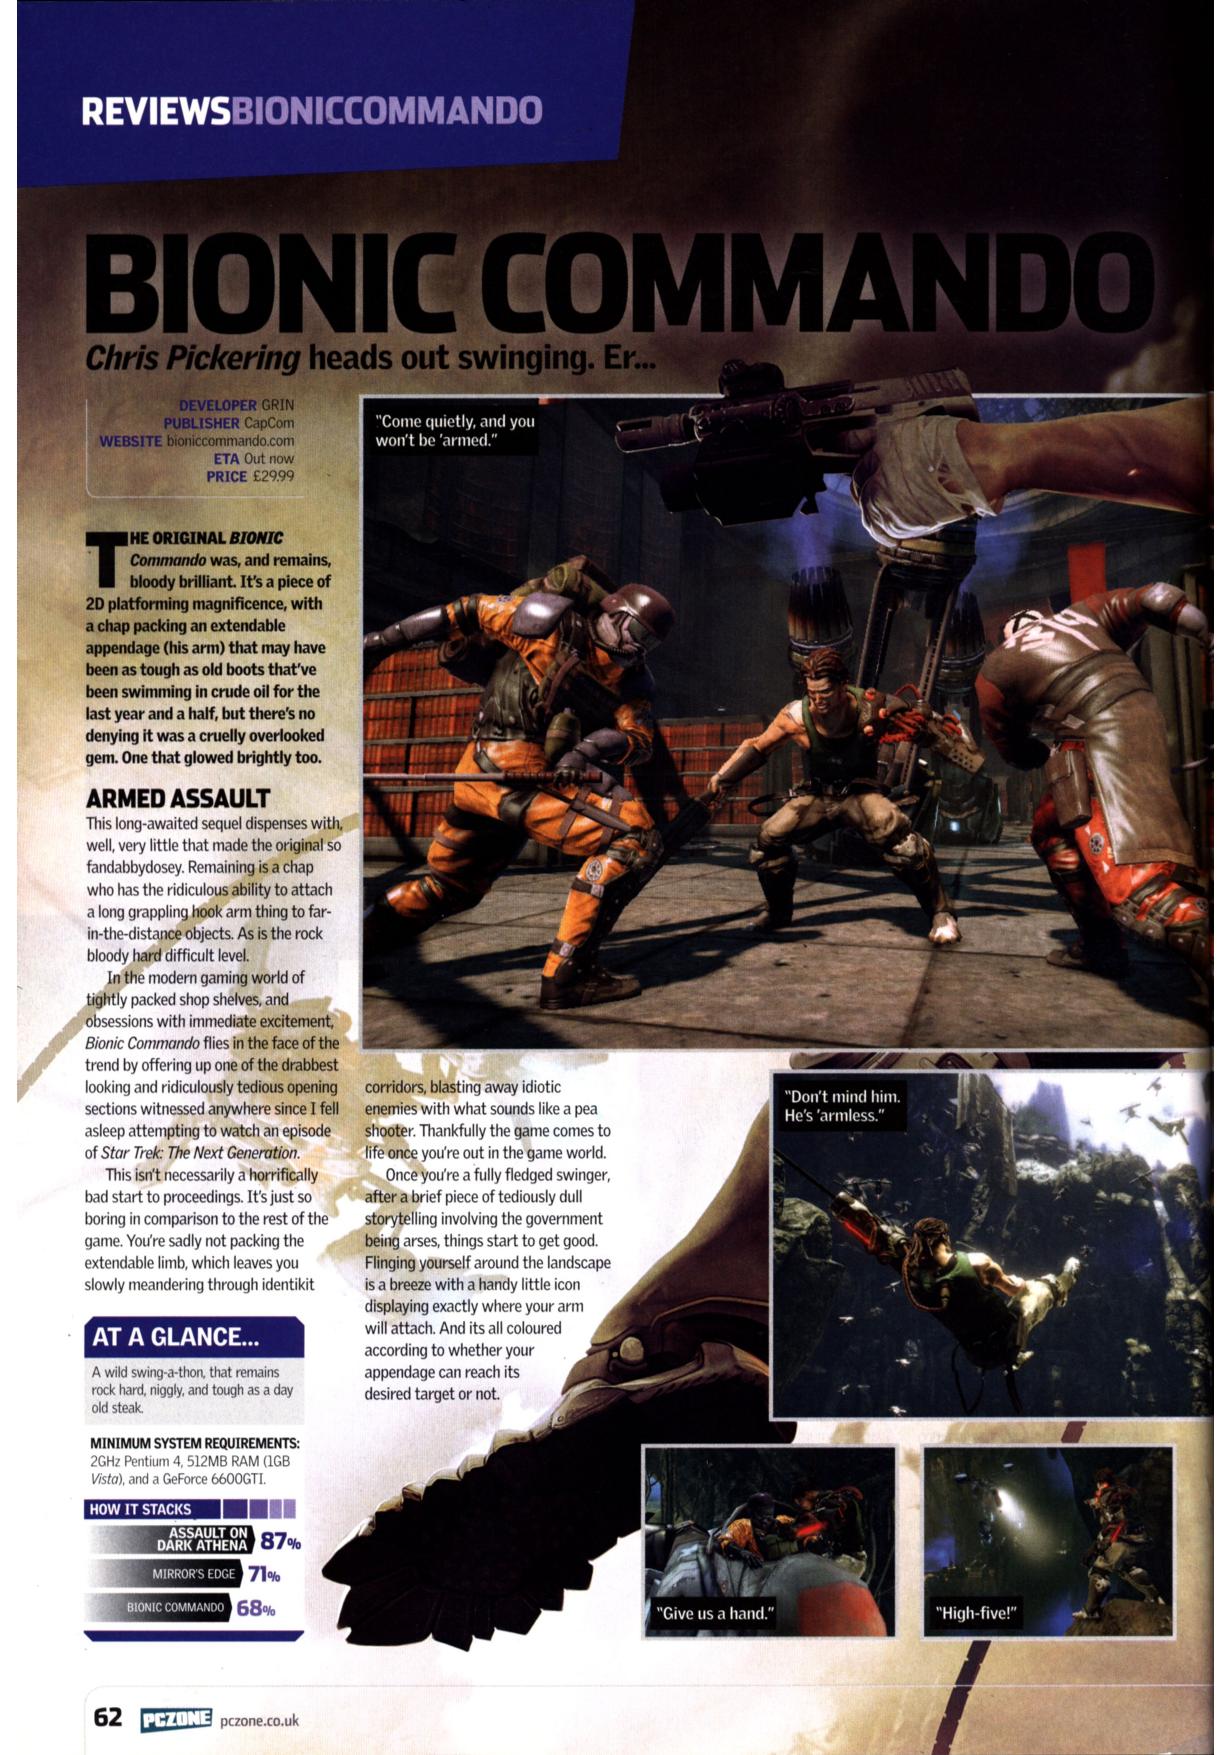 REVIEWSBIONICCOMMANDO
BIONIC COMMANDO
Chris Pickering heads out swinging. Er...
DEVELOPER GRIN
PUBLISHER CapCom
WEBSITE bioniccommando.com
ETA Out now
PRICE £29.99
"Come quietly, and you
won't be 'armed."
THE ORIGINAL BIONIC
Commando was, and remains,
bloody brilliant. It's a piece of
2D platforming magnificence, with
a chap packing an extendable
appendage (his arm) that may have
been as tough as old boots that've
been swimming in crude oil for the
last year and a half, but there's no
denying it was a cruelly overlooked
gem. One that glowed brightly too.
ARMED ASSAULT
This long-awaited sequel dispenses with,
well, very little that made the original so
fandabbydosey. Remaining is a chap
who has the ridiculous ability to attach
a long grappling hook arm thing to far-
in-the-distance objects. As is the rock
bloody hard difficult level.
In the modern gaming world of
tightly packed shop shelves, and
obsessions with immediate excitement,
Bionic Commando flies in the face of the
trend by offering up one of the drabbest
looking and ridiculously tedious opening
sections witnessed anywhere since I fell
asleep attempting to watch an episode
of Star Trek: The Next Generation.
This isn't necessarily a horrifically
bad start to proceedings. It's just so
boring in comparison to the rest of the
game. You're sadly not packing the
extendable limb, which leaves you
slowly meandering through identikit
corridors, blasting away idiotic
enemies with what sounds like a pea
shooter. Thankfully the game comes to
life once you're out in the game world.
Once you're a fully fledged swinger,
after a brief piece of tediously dull
storytelling involving the government
being arses, things start to get good.
Flinging yourself around the landscape
is a breeze with a handy little icon
displaying exactly where your arm
will attach. And its all coloured
according to whether your
appendage can reach its
desired target or not.
"Don't mind him.
He's 'armless."
AT A GLANCE...
A wild swing-a-thon, that remains
rock hard, niggly, and tough as a day
old steak.
MINIMUM SYSTEM REQUIREMENTS:
2GHz Pentium 4, 512MB RAM (1GB
Vista), and a GeForce 6600GTI.
HOW IT STACKS
ASSAULT ON
DARK ATHENA 87%
MIRROR'S EDGE 71%
BIONIC COMMANDO 68%
"Give us a hand."
"High-five!"
62 PCZONE pczone.co.uk